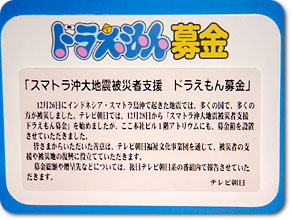 ドラえもん募金
「スマトラ沖大地震被災者支援 ドラえもん募金」
12月26日にインドネシア・スマトラ島沖で起きた地震では、多くの国で、多くの
方が被災しました。テレビ朝日では、12月28日から「スマトラ沖大地震被災者支援
ドラえもん募金」を始めましたが、ここ本社ビル1階アトリウムにも、募金箱を設置
させていただきました。
皆さまからいただいた善意は、テレビ朝日福祉文化事業団を通じて、被災者の支
援や被災地の復興に役立てていただきます。
募金総額や贈呈先などについては、後日テレビ朝日系の番組内で報告させていた
だきます。
テレビ朝日